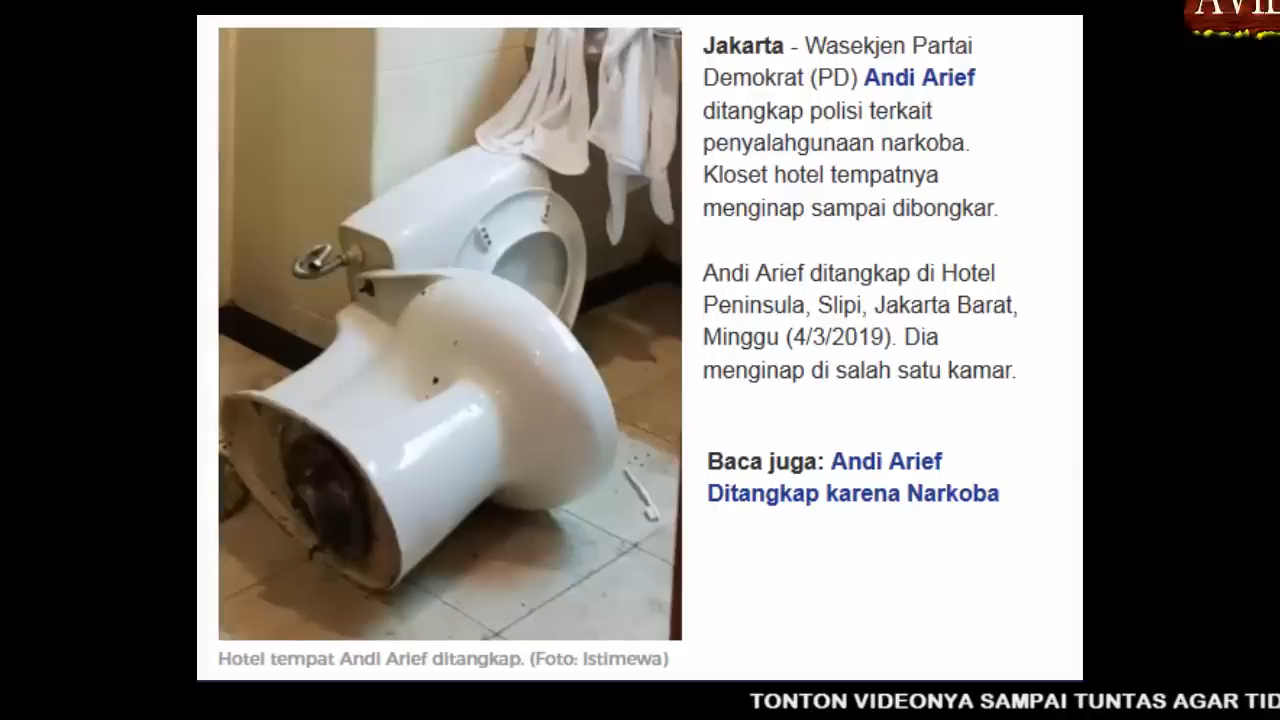 Jakarta - Wasekjen Partai
Demokrat (PD) Andi Arief
ditangkap polisi terkait
penyalahgunaan narkoba.
Kloset hotel tempatnya
menginap sampai dibongkar.
Andi Arief ditangkap di Hotel
Peninsula, Slipi, Jakarta Barat,
Minggu (4/3/2019). Dia
menginap di salah satu kamar.
Baca juga: Andi Arief
Ditangkap karena Narkoba
Hotel tempat Andi Arief ditangkap. (Foto: Istimewa)
TONTON VIDEONYA SAMPAI TUNTAS AGAR TID